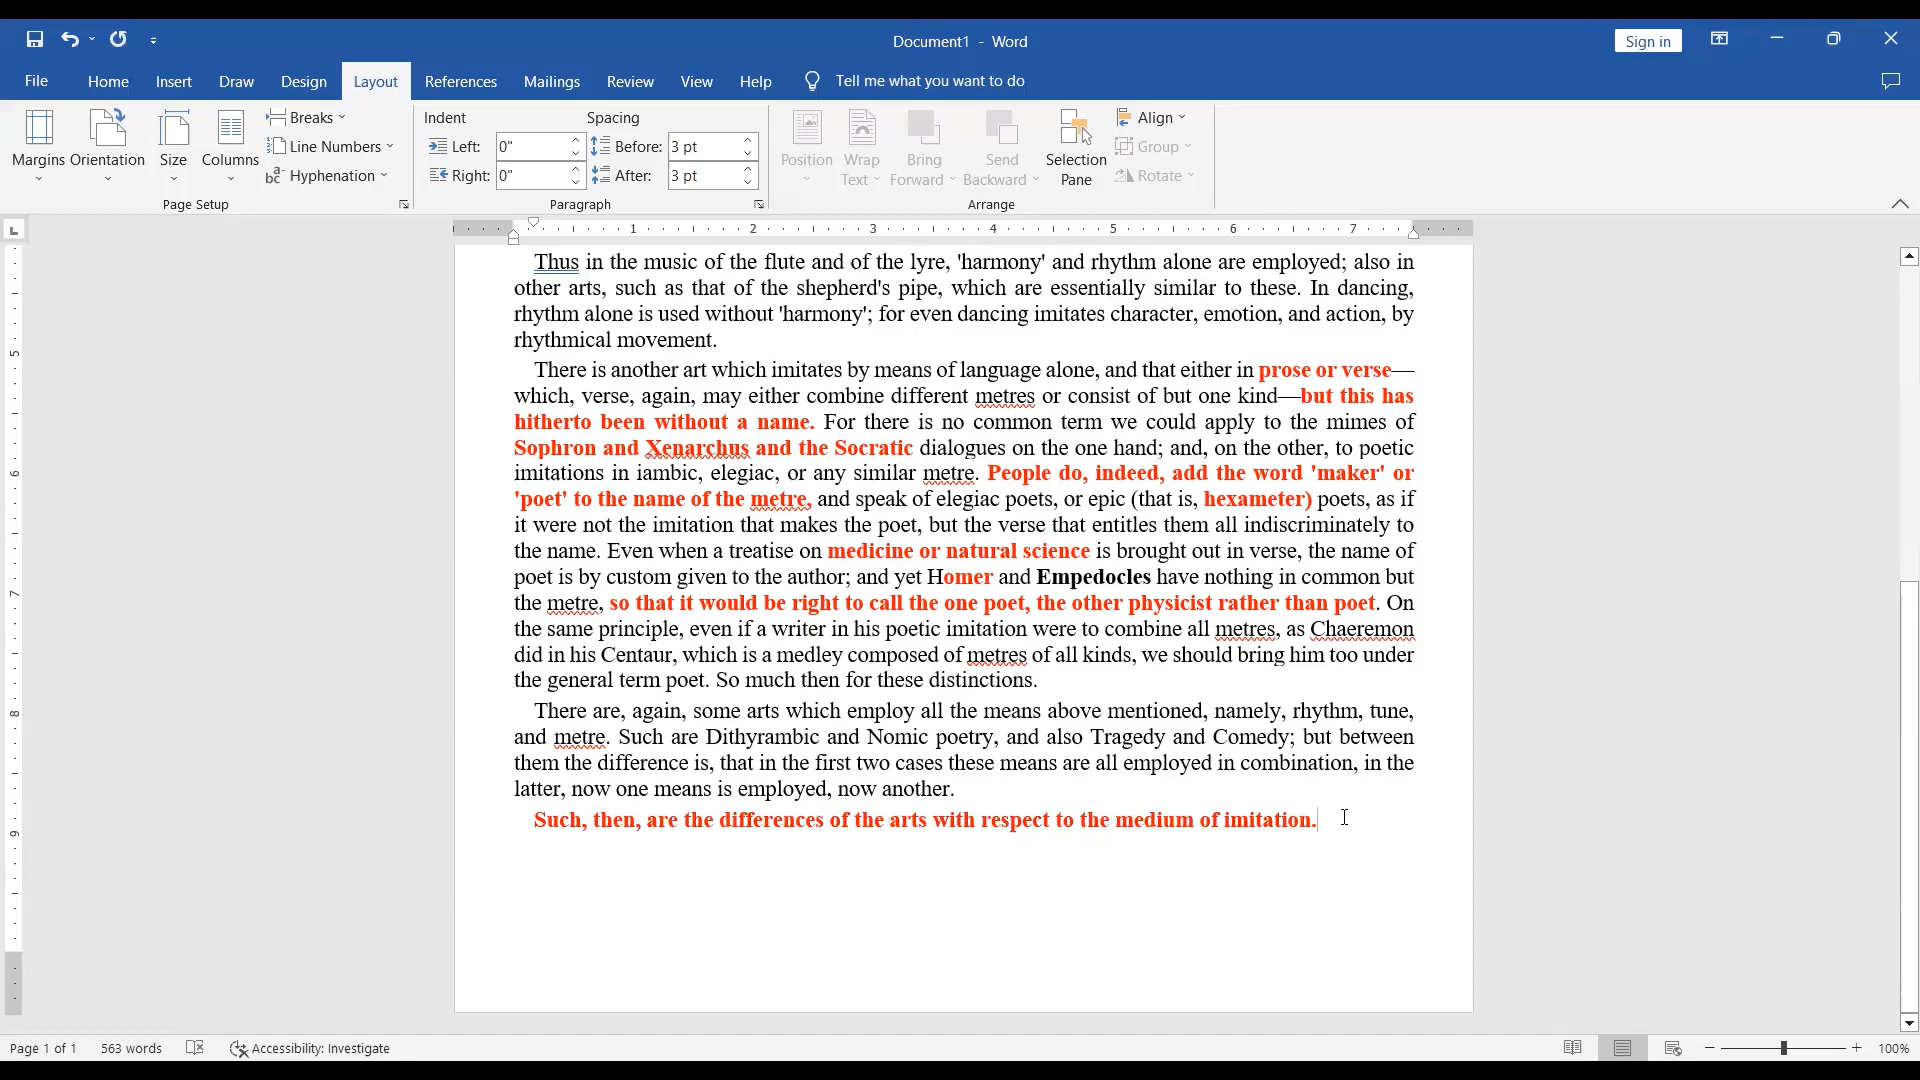 Document1 - Word
Sign in
File Home Insert Draw Design Layout References Mailings Review View Help Tell me what you want to do
Margins Orientation Size Columns
Breaks
Line Numbers
Hyphenation
Page Setup
Indent
Left: 0"
Right: 0"
Spacing
Before: 3 pt
After: 3 pt
Paragraph
Position
Wrap Text
Bring Forward
Send Backward
Selection Pane
Align
Group
Rotate
Arrange
1 2 3 4 5 6 7
Thus in the music of the flute and of the lyre, 'harmony' and rhythm alone are employed; also in
other arts, such as that of the shepherd's pipe, which are essentially similar to these. In dancing,
rhythm alone is used without 'harmony'; for even dancing imitates character, emotion, and action, by
rhythmical movement.
There is another art which imitates by means of language alone, and that either in prose or verse—
which, verse, again, may either combine different metres or consist of but one kind—but this has
hitherto been without a name. For there is no common term we could apply to the mimes of
Sophron and Xenarchus and the Socratic dialogues on the one hand; and, on the other, to poetic
imitations in iambic, elegiac, or any similar metre. People do, indeed, add the word 'maker' or
'poet' to the name of the metre, and speak of elegiac poets, or epic (that is, hexameter) poets, as if
it were not the imitation that makes the poet, but the verse that entitles them all indiscriminately to
the name. Even when a treatise on medicine or natural science is brought out in verse, the name of
poet is by custom given to the author; and yet Homer and Empedocles have nothing in common but
the metre, so that it would be right to call the one poet, the other physicist rather than poet. On
the same principle, even if a writer in his poetic imitation were to combine all metres, as Chaeremon
did in his Centaur, which is a medley composed of metres of all kinds, we should bring him too under
the general term poet. So much then for these distinctions.
There are, again, some arts which employ all the means above mentioned, namely, rhythm, tune,
and metre. Such are Dithyrambic and Nomic poetry, and also Tragedy and Comedy; but between
them the difference is, that in the first two cases these means are all employed in combination, in the
latter, now one means is employed, now another.
Such, then, are the differences of the arts with respect to the medium of imitation.
5
6
7
8
9
Page 1 of 1 563 words Accessibility: Investigate 100%